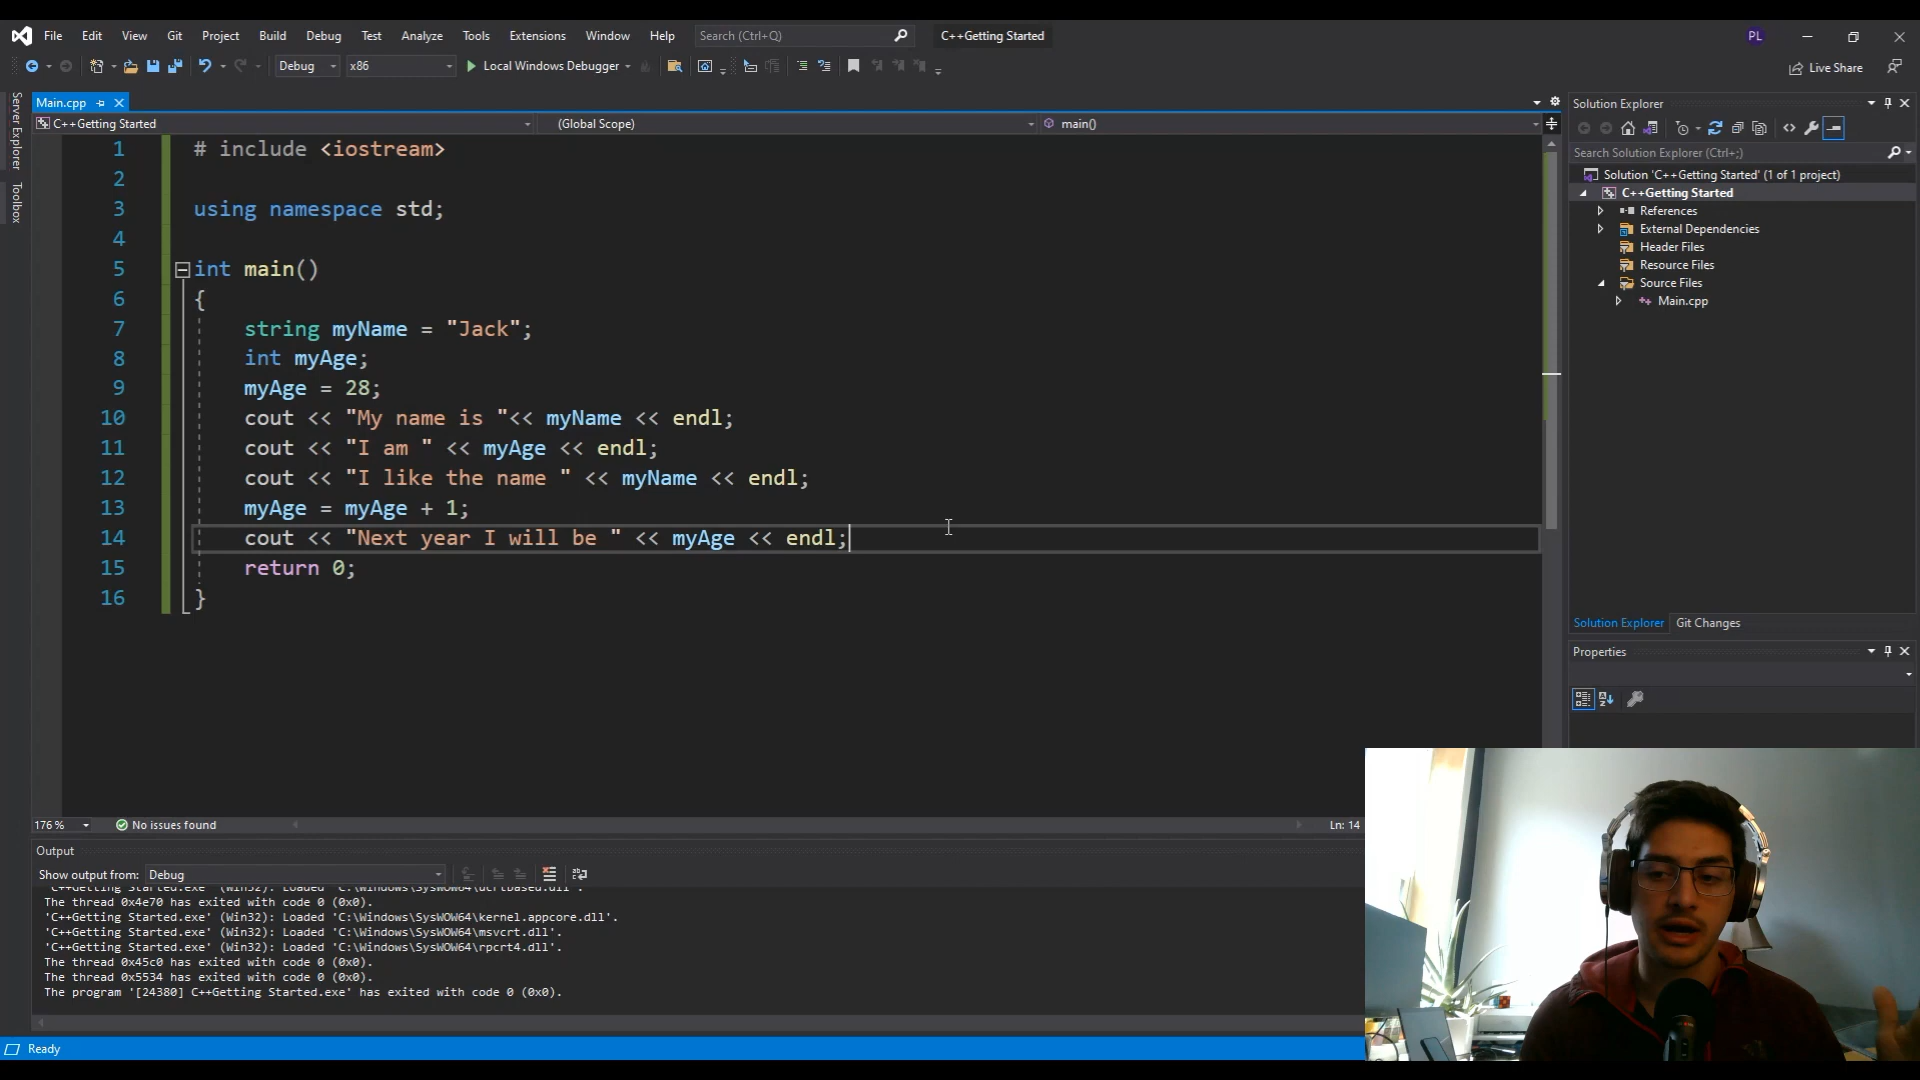 File Edit View Git Project Build Debug Test Analyze Tools Extensions Window Help Search (Ctrl+Q) C++Getting Started PL
Debug x86 Local Windows Debugger Live Share
Server Explorer
Toolbox
Main.cpp
C++Getting Started (Global Scope) main()
1 # include <iostream>
2
3 using namespace std;
4
5 int main()
6 {
7 string myName = "Jack";
8 int myAge;
9 myAge = 28;
10 cout << "My name is "<< myName << endl;
11 cout << "I am " << myAge << endl;
12 cout << "I like the name " << myName << endl;
13 myAge = myAge + 1;
14 cout << "Next year I will be " << myAge << endl;
15 return 0;
16 }
176 % No issues found Ln: 14
Output
Show output from: Debug
'C++Getting Started.exe' (Win32): Loaded 'C:\Windows\SysWOW64\ucrtbased.dll'.
The thread 0x4e70 has exited with code 0 (0x0).
'C++Getting Started.exe' (Win32): Loaded 'C:\Windows\SysWOW64\kernel.appcore.dll'.
'C++Getting Started.exe' (Win32): Loaded 'C:\Windows\SysWOW64\msvcrt.dll'.
'C++Getting Started.exe' (Win32): Loaded 'C:\Windows\SysWOW64\rpcrt4.dll'.
The thread 0x45c0 has exited with code 0 (0x0).
The thread 0x5534 has exited with code 0 (0x0).
The program '[24380] C++Getting Started.exe' has exited with code 0 (0x0).
Ready
Solution Explorer
Search Solution Explorer (Ctrl+;)
Solution 'C++Getting Started' (1 of 1 project)
C++Getting Started
References
External Dependencies
Header Files
Resource Files
Source Files
Main.cpp
Solution Explorer Git Changes
Properties